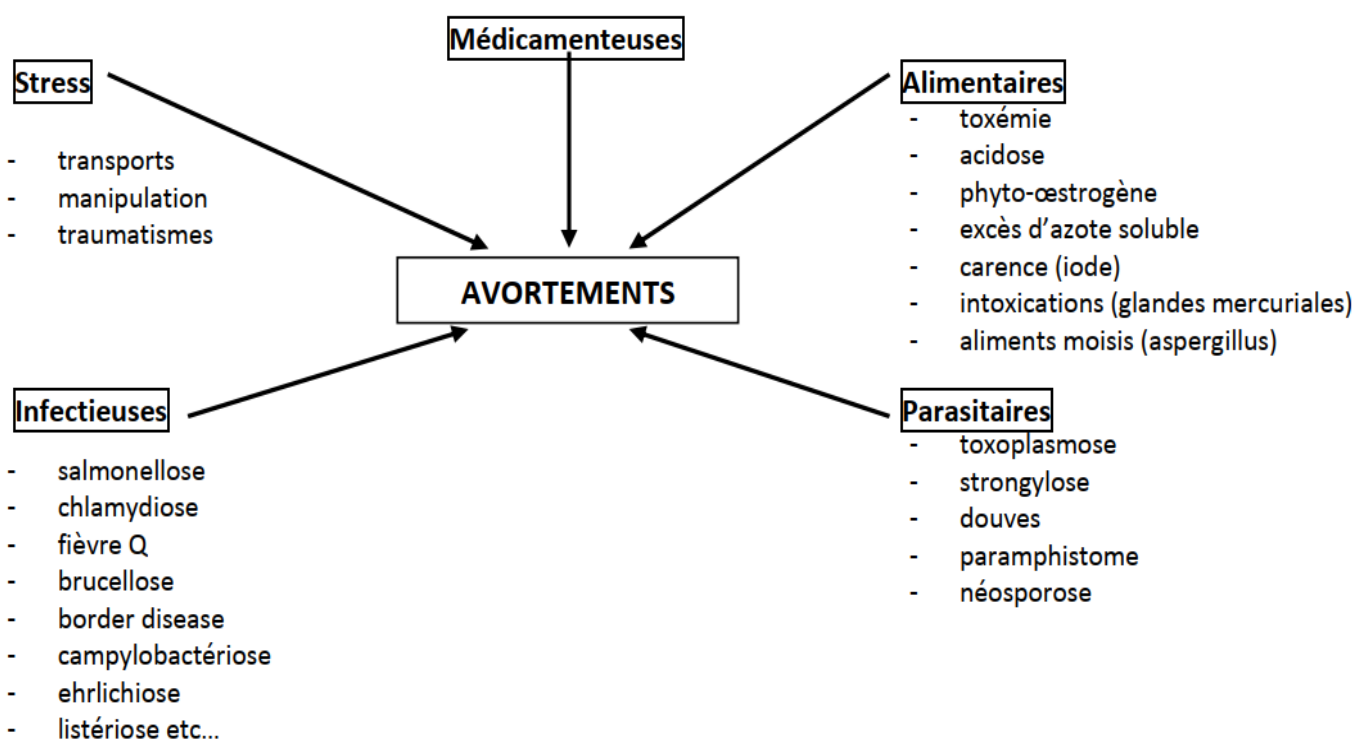 Médicamenteuses
Stress
- transports
- manipulation
- traumatismes
Alimentaires
- toxémie
- acidose
- phyto-œstrogène
- excès d'azote soluble
- carence (iode)
- intoxications (glandes mercuriales)
- aliments moisis (aspergillus)
AVORTEMENTS
Infectieuses
- salmonellose
- chlamydiose
- fièvre Q
- brucellose
- border disease
- campylobactériose
- ehrlichiose
- listériose etc...
Parasitaires
- toxoplasmose
- strongylose
- douves
- paramphistome
- néosporose